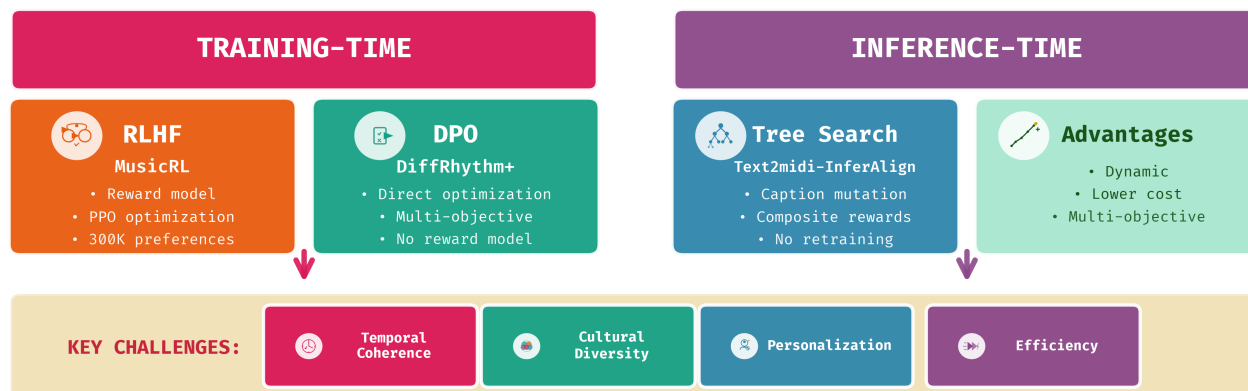 TRAINING-TIME
INFERENCE-TIME
RLHF
MusicRL
• Reward model
• PPO optimization
• 300K preferences
DPO
DiffRhythm+
• Direct optimization
• Multi-objective
• No reward model
Tree Search
Text2midi-InferAlign
• Caption mutation
• Composite rewards
• No retraining
Advantages
• Dynamic
• Lower cost
• Multi-objective
KEY CHALLENGES:
Temporal
Coherence
Cultural
Diversity
Personalization
Efficiency